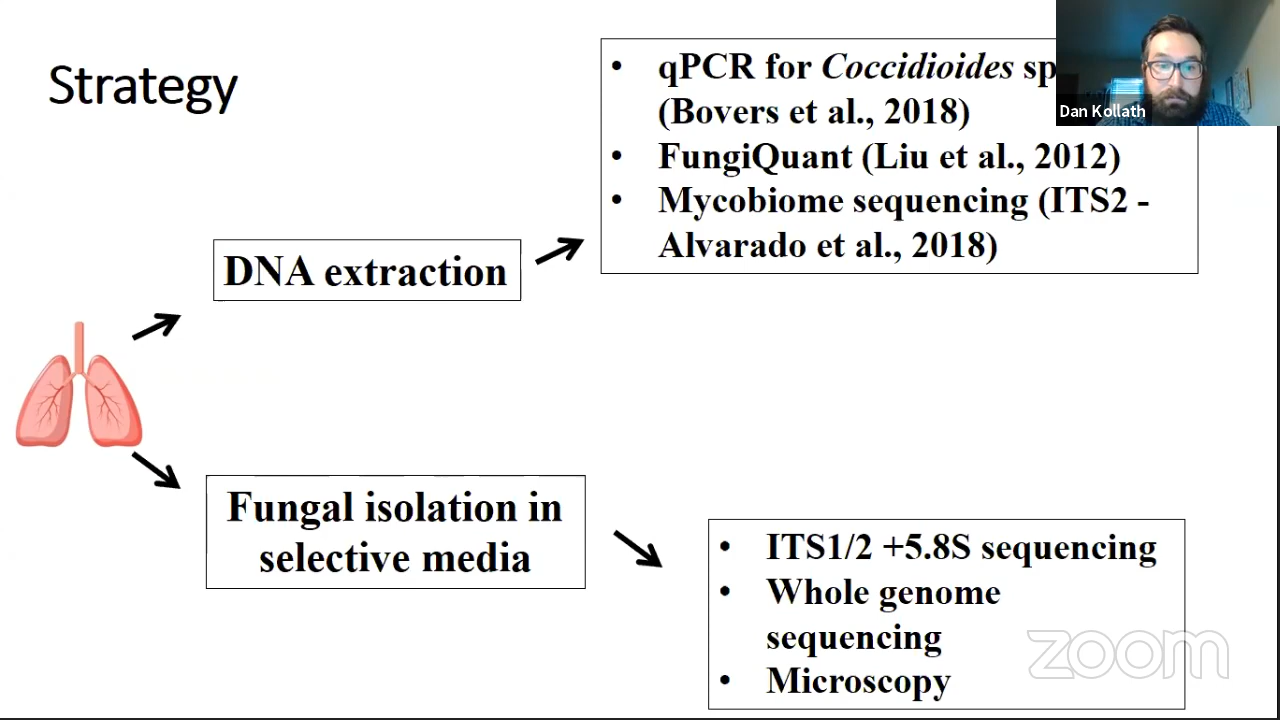 Strategy
• qPCR for Coccidioides
(Bovers et al., 2018)
• FungiQuant (Liu et al., 2012)
• Mycobiome sequencing (ITS2 -
Alvarado et al., 2018)
Dan Kollath
DNA extraction
Fungal isolation in
selective media
• ITS1/2 +5.8S sequencing
• Whole genome
sequencing
• Microscopy
zoom